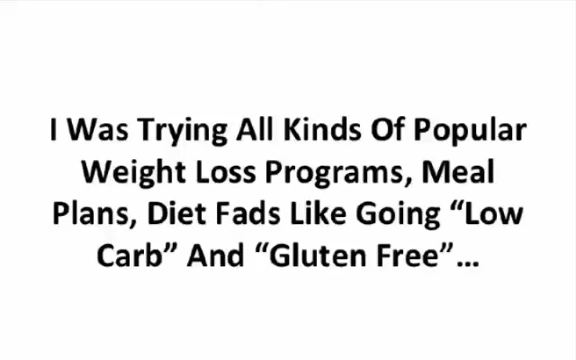 I Was Trying All Kinds Of Popular
Weight Loss Programs, Meal
Plans, Diet Fads Like Going “Low
Carb” And “Gluten Free”...